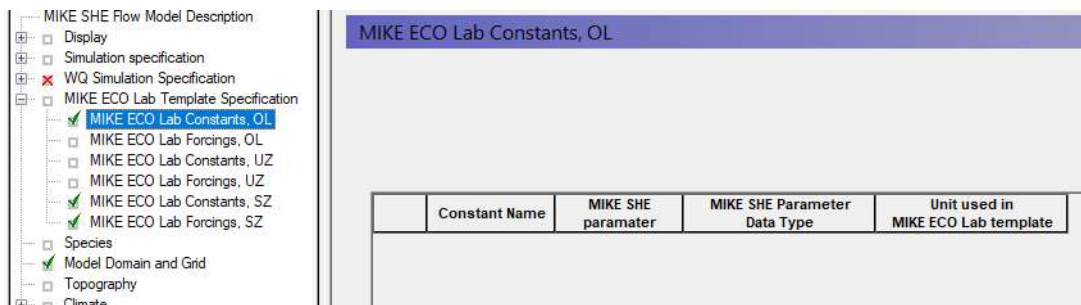 MIKE SHE Flow Model Description
Display
Simulation specification
WQ Simulation Specification
MIKE ECO Lab Template Specification
MIKE ECO Lab Constants, OL
MIKE ECO Lab Forcings, OL
MIKE ECO Lab Constants, UZ
MIKE ECO Lab Forcings, UZ
MIKE ECO Lab Constants, SZ
MIKE ECO Lab Forcings, SZ
Species
Model Domain and Grid
Topography
Climate
MIKE ECO Lab Constants, OL
Constant Name
MIKE SHE
paramater
MIKE SHE Parameter
Data Type
Unit used in
MIKE ECO Lab template